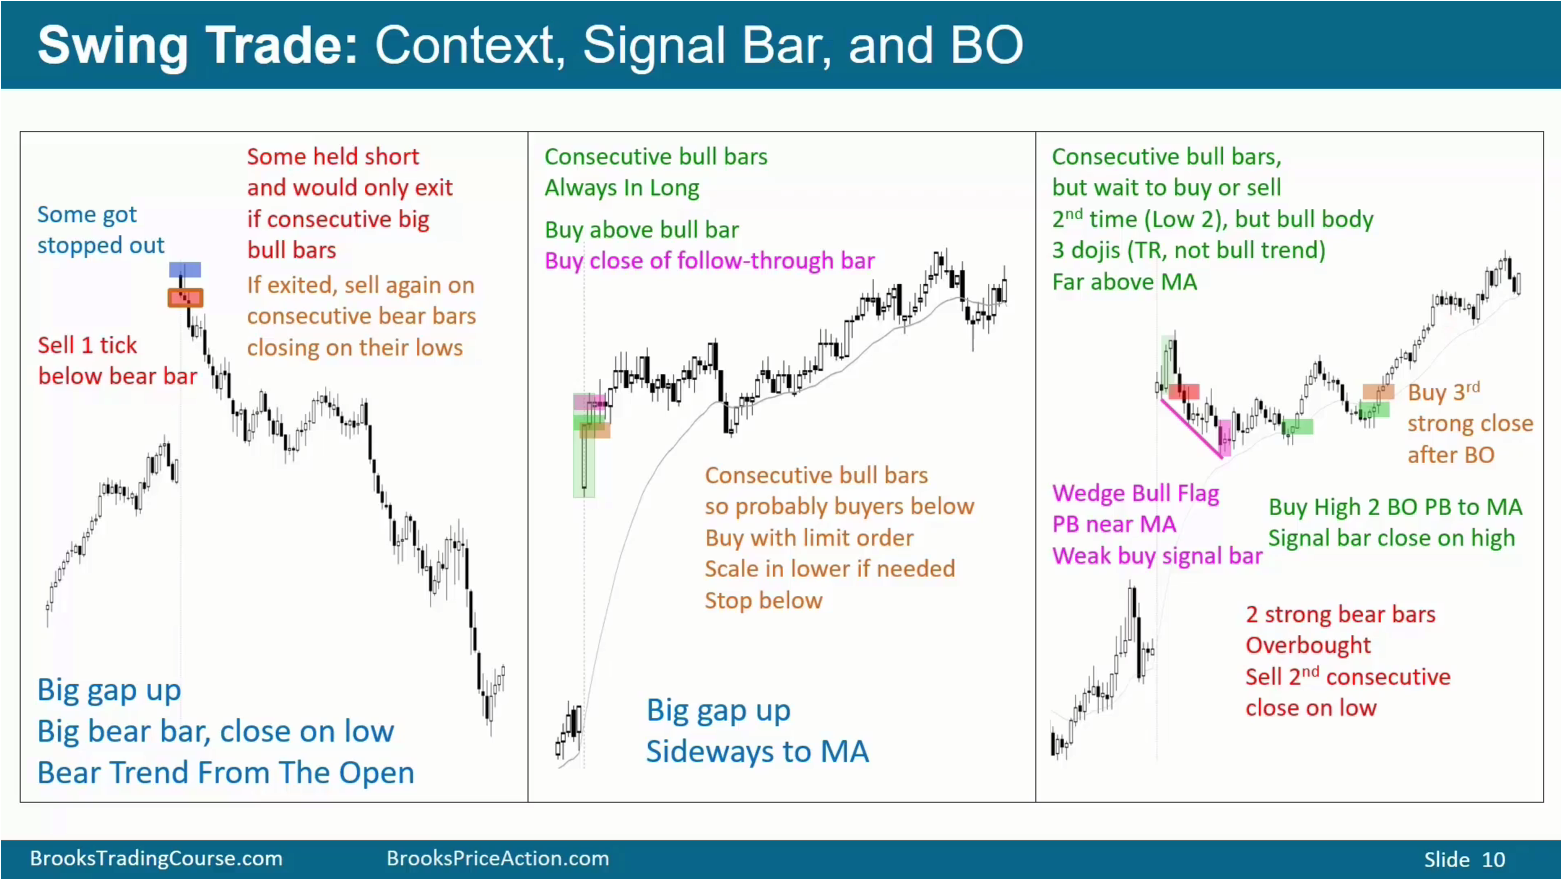 Swing Trade: Context, Signal Bar, and BO
Some got
stopped out
Some held short
and would only exit
if consecutive big
bull bars
If exited, sell again on
consecutive bear bars
closing on their lows
Sell 1 tick
below bear bar
Big gap up
Big bear bar, close on low
Bear Trend From The Open
Consecutive bull bars
Always In Long
Buy above bull bar
Buy close of follow-through bar
Consecutive bull bars
so probably buyers below
Buy with limit order
Scale in lower if needed
Stop below
Big gap up
Sideways to MA
Consecutive bull bars,
but wait to buy or sell
2nd time (Low 2), but bull body
3 dojis (TR, not bull trend)
Far above MA
Buy 3rd
strong close
after BO
Wedge Bull Flag
PB near MA
Weak buy signal bar
Buy High 2 BO PB to MA
Signal bar close on high
2 strong bear bars
Overbought
Sell 2nd consecutive
close on low
BrooksTradingCourse.com
BrooksPriceAction.com
Slide 10